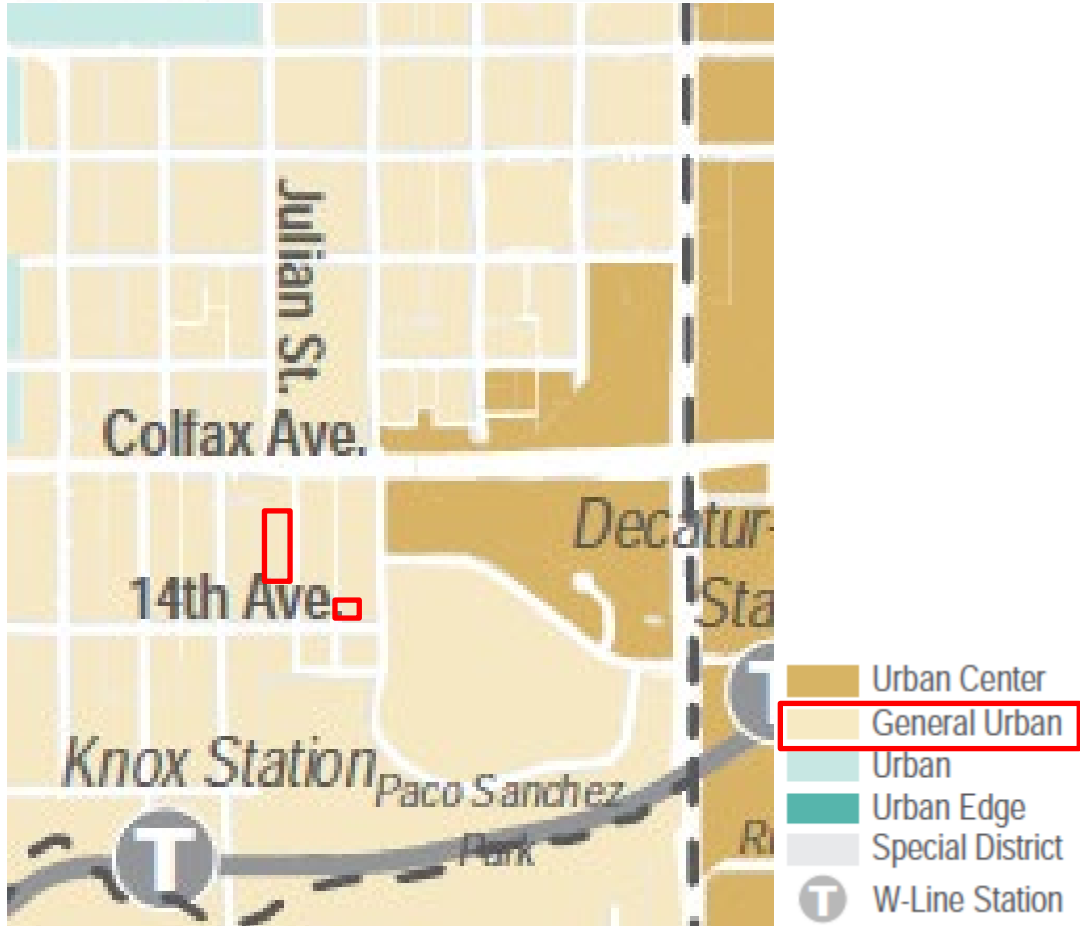 Julian St.
Colfax Ave.
Decatur-
Sta
14th Ave.
Knox Station
Paco Sanchez
Park
T
Urban Center
General Urban
Urban
Urban Edge
Special District
T W-Line Station